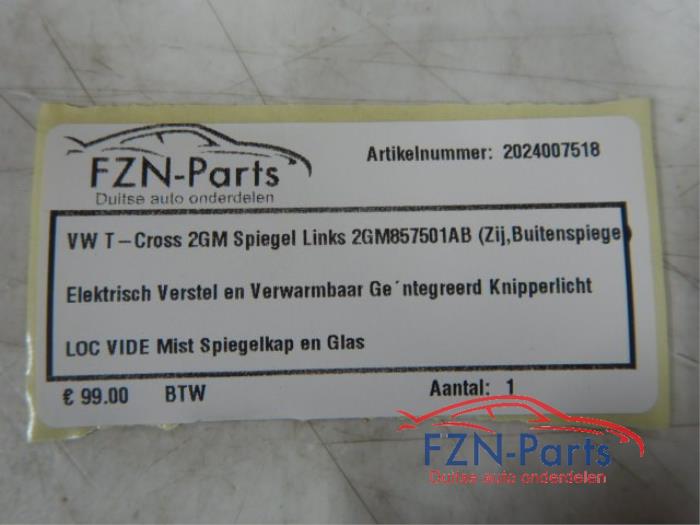 FZN-Parts
Duitse auto onderdelen
Artikelnummer: 2024007518
VW T-Cross 2GM Spiegel Links 2GM857501AB (Zij,Buitenspiege)
Elektrisch Verstel en Verwarmbaar Ge´ntegreerd Knipperlicht
LOC VIDE Mist Spiegelkap en Glas
€ 99.00 BTW Aantal: 1
FZN-Parts
Duitse auto onderdelen